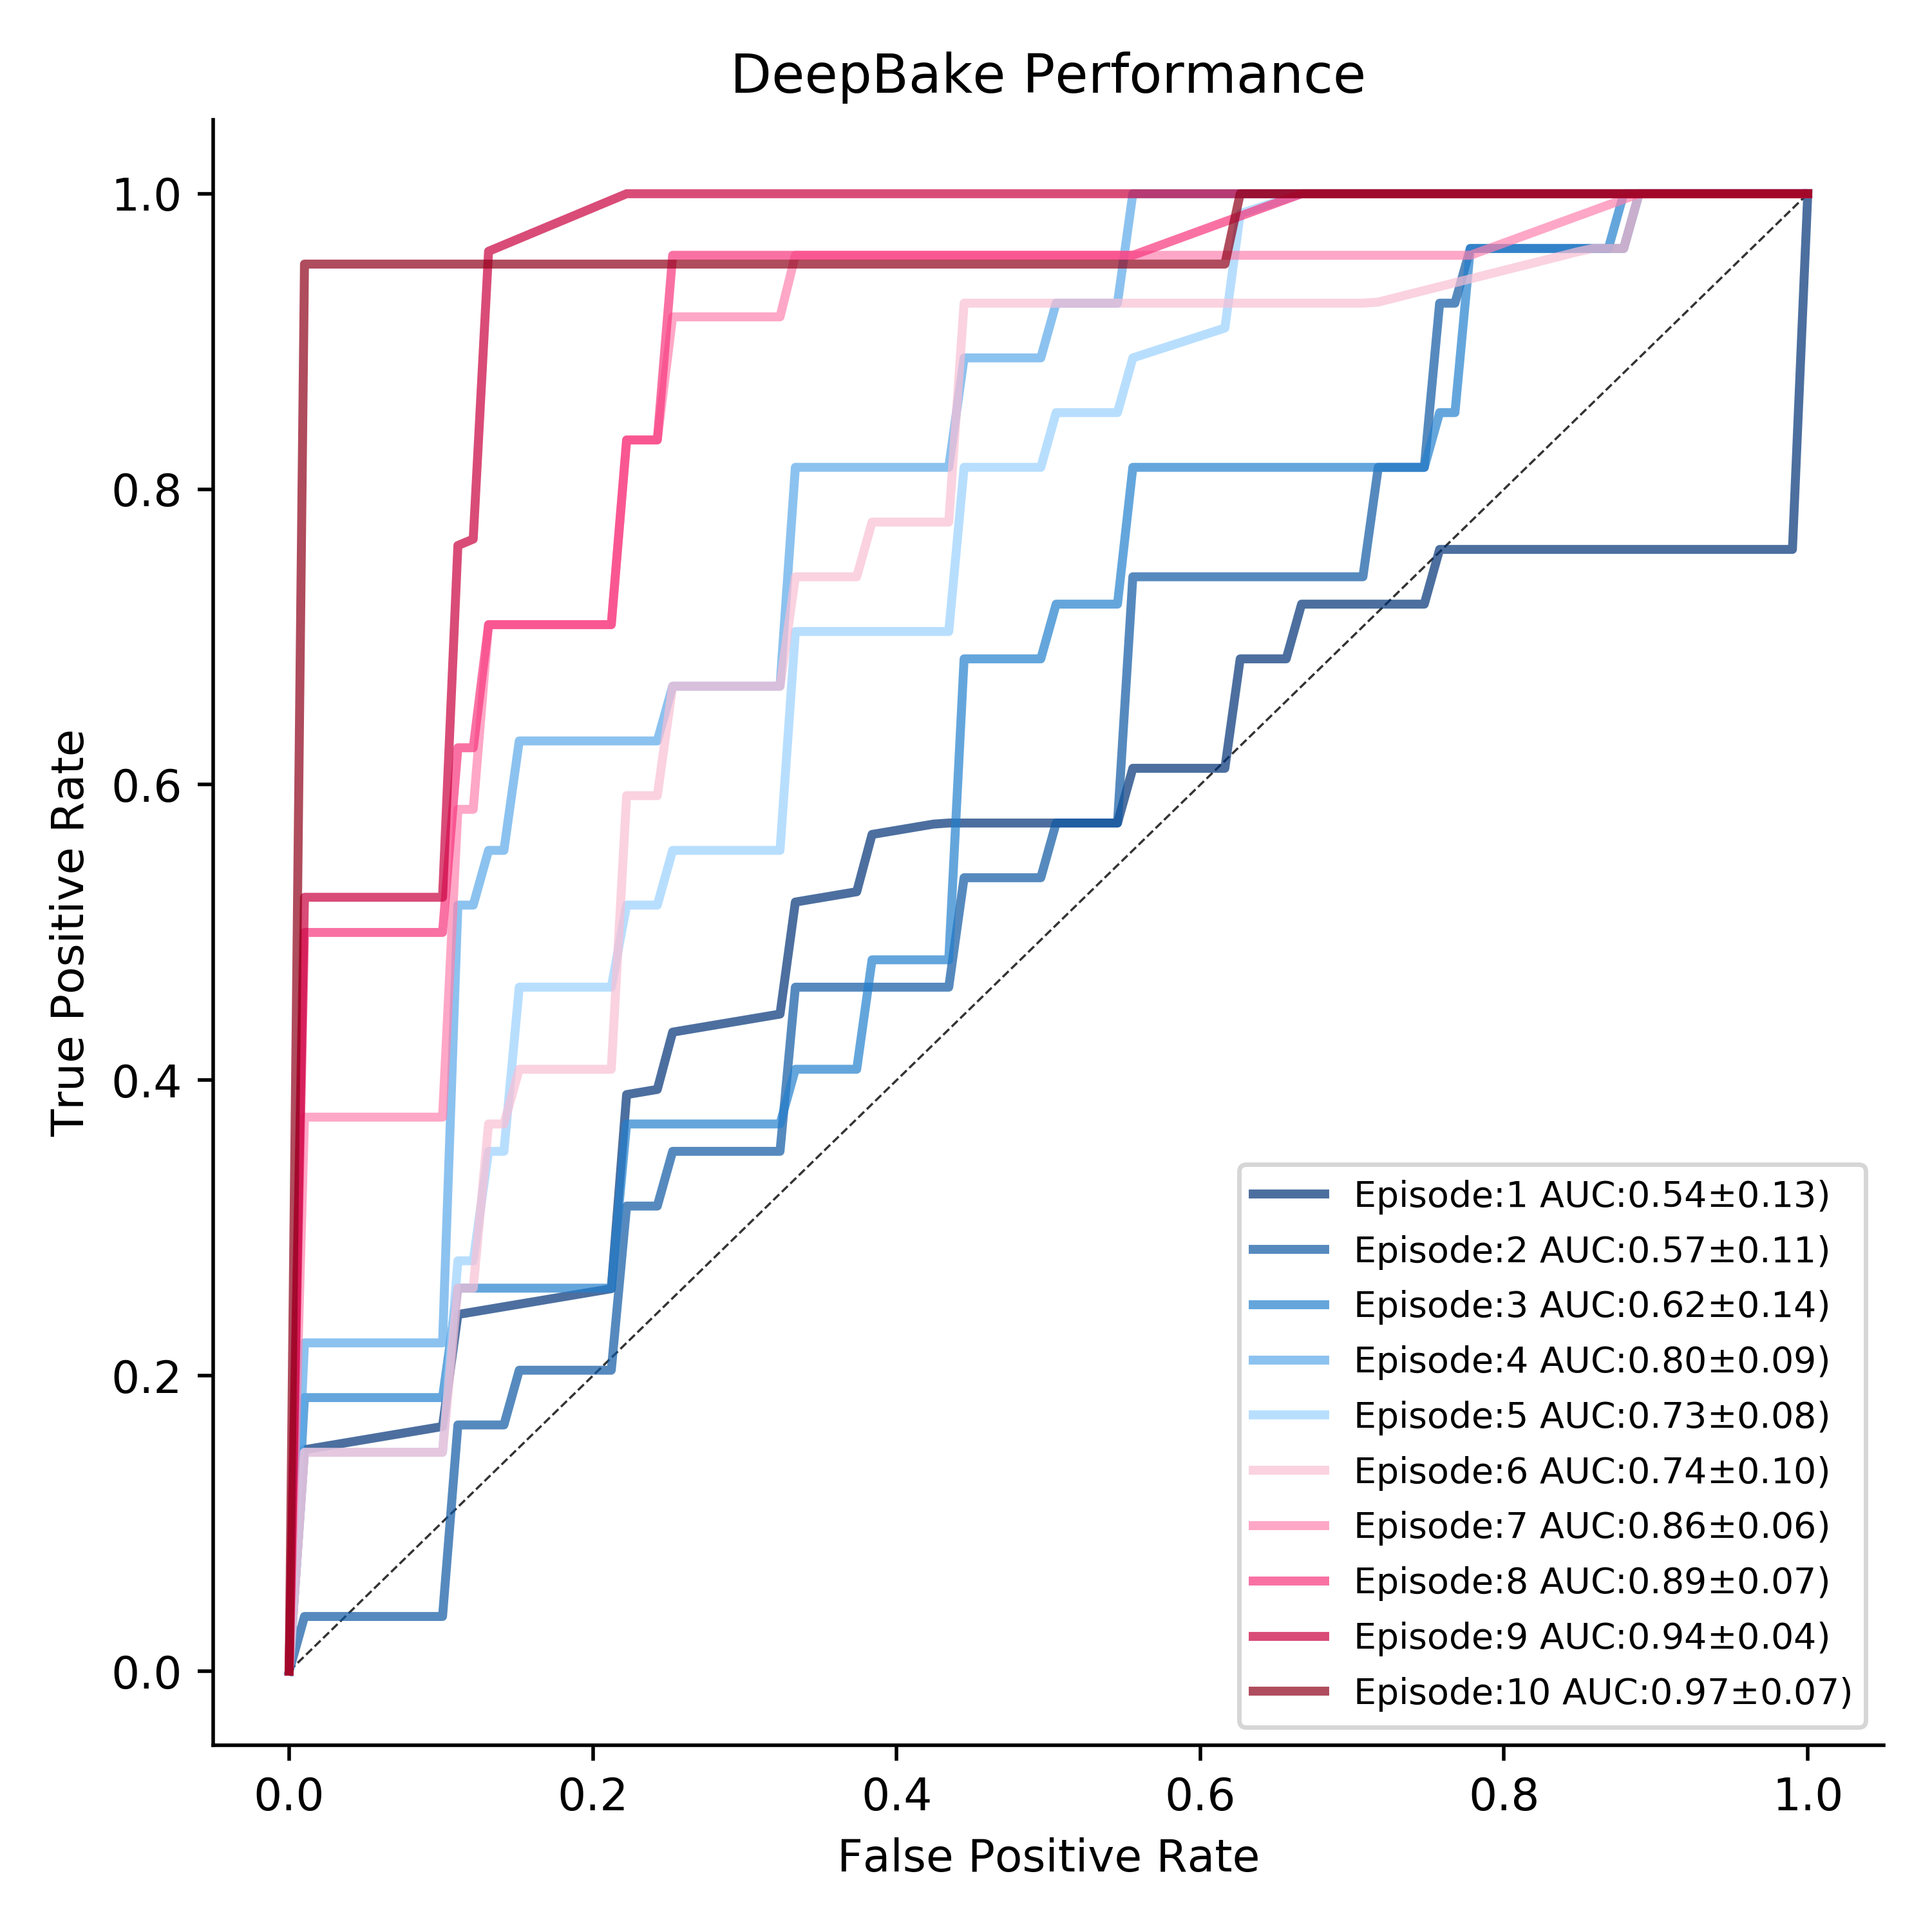 DeepBake Performance
True Positive Rate
1.0
0.8
0.6
0.4
0.2
0.0
Episode:1 AUC:0.54±0.13)
Episode:2 AUC:0.57±0.11)
Episode:3 AUC:0.62±0.14)
Episode:4 AUC:0.80±0.09)
Episode:5 AUC:0.73±0.08)
Episode:6 AUC:0.74±0.10)
Episode:7 AUC:0.86±0.06)
Episode:8 AUC:0.89±0.07)
Episode:9 AUC:0.94±0.04)
Episode:10 AUC:0.97±0.07)
0.0 0.2 0.4 0.6 0.8 1.0
False Positive Rate